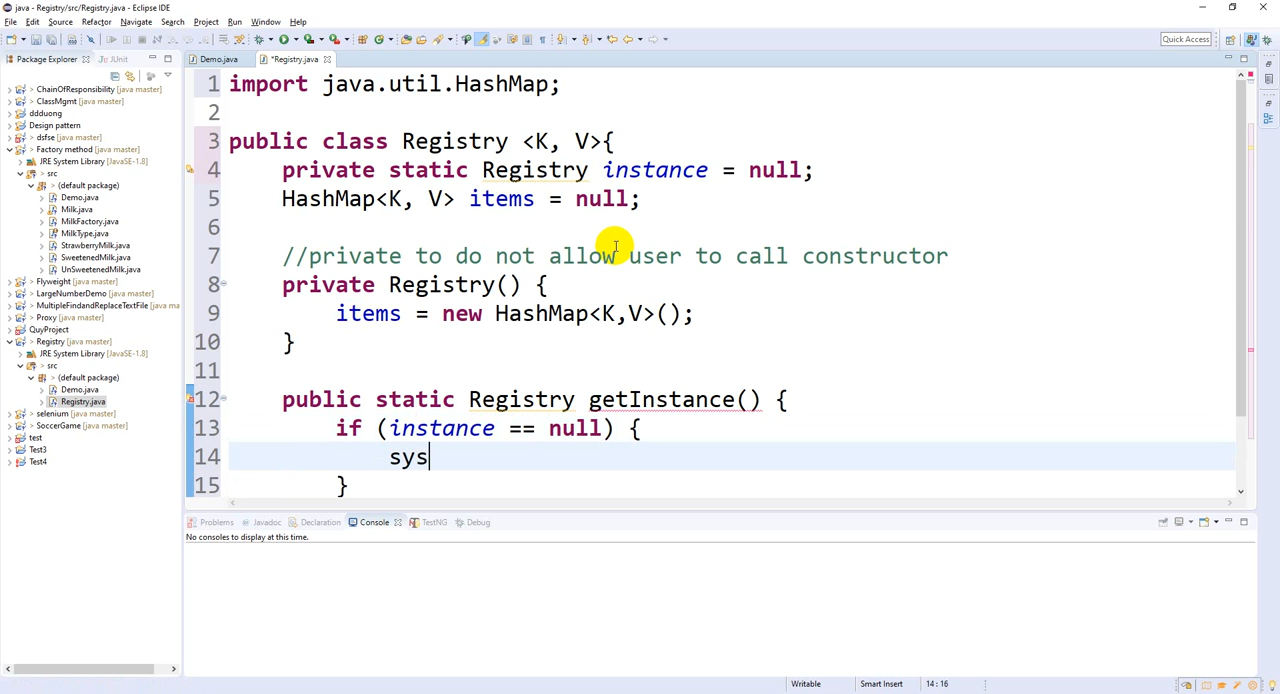 java - Registry/src/Registry.java - Eclipse IDE
File Edit Source Refactor Navigate Search Project Run Window Help
Quick Access
Package Explorer JUnit
Demo.java *Registry.java
ChainOfResponsibility (java master)
ClassMgmt (java master)
ddduong
Design pattern
dsfse [java master]
Factory method (java master)
JRE System Library [JavaSE-1.8]
src
(default package)
Demo.java
Milk.java
MilkFactory.java
MilkType.java
StrawberryMilk.java
SweetenedMilk.java
UnSweetenedMilk.java
Flyweight (java master)
LargeNumberDemo (java master)
MultipleFindandReplaceTextFile (java ma
Proxy (java master)
QuyProject
Registry (java master)
JRE System Library [JavaSE-1.8]
src
(default package)
Demo.java
Registry.java
selenium (java master)
SoccerGame (java master)
test
Test3
Test4
1 import java.util.HashMap;
2
3 public class Registry <K, V>{
4 private static Registry instance = null;
5 HashMap<K, V> items = null;
6
7 //private to do not allow user to call constructor
8 private Registry() {
9 items = new HashMap<K,V>();
10 }
11
12 public static Registry getInstance() {
13 if (instance == null) {
14 sys
15 }
Problems Javadoc Declaration Console TestNG Debug
No consoles to display at this time.
Writable Smart Insert 14 : 16